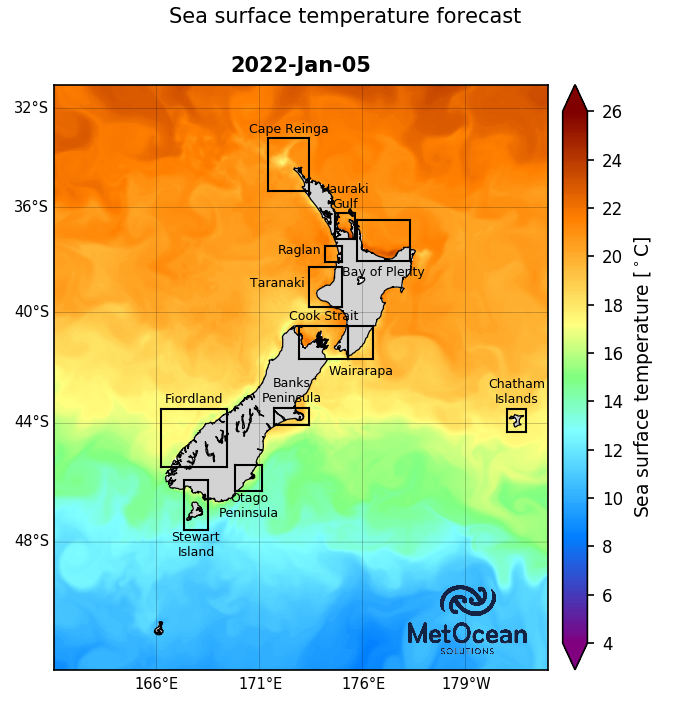 Sea surface temperature forecast
2022-Jan-05
32°S
36°S
40°S
44°S
48°S
Cape Reinga
Hauraki
Gulf
Raglan
Bay of Plenty
Taranaki
Cook Strait
Wairarapa
Banks
Peninsula
Fiordland
Chatham
Islands
Otago
Peninsula
Stewart
Island
MetOcean
SOLUTIONS
166°E
171°E
176°E
179°W
26
24
22
20
18
16
14
12
10
8
6
4
Sea surface temperature [°C]